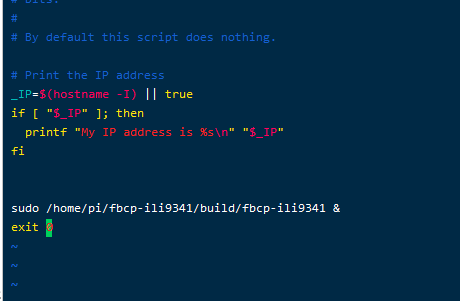 # bits.
#
# By default this script does nothing.
# Print the IP address
_IP=$(hostname -I) || true
if [ "$_IP" ]; then
  printf "My IP address is %s\n" "$_IP"
fi
sudo /home/pi/fbcp-ili9341/build/fbcp-ili9341 &
exit 0
~
~
~